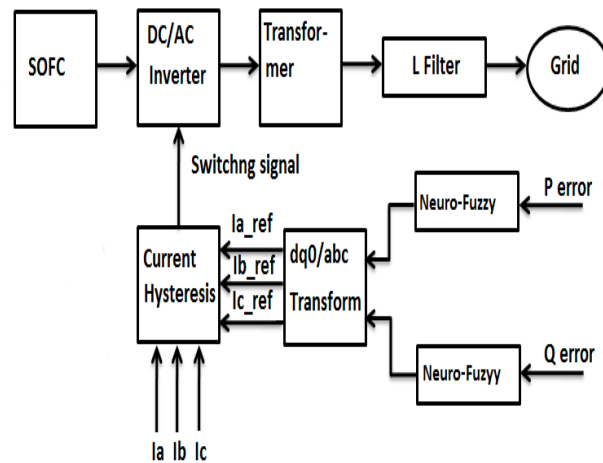 SOFC
DC/AC
Inverter
Transfor-
mer
L Filter
Grid
Switchng signal
Neuro-Fuzzy
P error
Ia_ref
Ib_ref
Ic_ref
Current
Hysteresis
dq0/abc
Transform
Neuro-Fuzyy
Q error
Ia Ib Ic